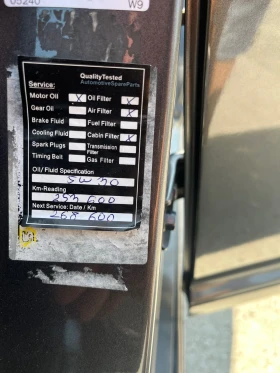 05240 W9
QualityTested
AutomotiveSpareParts
Service:
Motor Oil X Oil Filter X
Gear Oil Air Filter X
Brake Fluid Fuel Filter
Cooling Fluid Cabin Filter X
Spark Plugs Transmission Filter
Timing Belt Gas Filter
Oil/ Fluid Specification
5W30
Km-Reading
253 600
Next Service: Date / Km
268 600